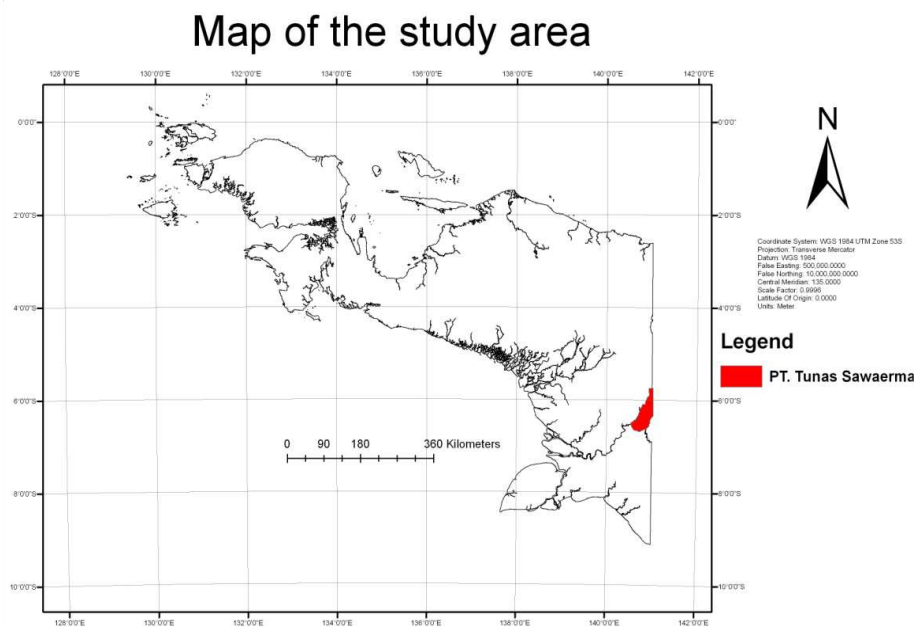 Map of the study area
128°0'0"E 130°0'0"E 132°0'0"E 134°0'0"E 136°0'0"E 138°0'0"E 140°0'0"E 142°0'0"E
0°0'0" 0°0'0"
2°0'0"S 2°0'0"S
4°0'0"S 4°0'0"S
6°0'0"S 6°0'0"S
8°0'0"S 8°0'0"S
10°0'0"S 10°0'0"S
128°0'0"E 130°0'0"E 132°0'0"E 134°0'0"E 136°0'0"E 138°0'0"E 140°0'0"E 142°0'0"E
0 90 180 360 Kilometers
N
Coordinate System: WGS 1984 UTM Zone 53S
Projection: Transverse Mercator
Datum: WGS 1984
False Easting: 500,000.0000
False Northing: 10,000,000.0000
Central Meridian: 135.0000
Scale Factor: 0.9996
Latitude Of Origin: 0.0000
Units: Meter
Legend
PT. Tunas Sawaerma